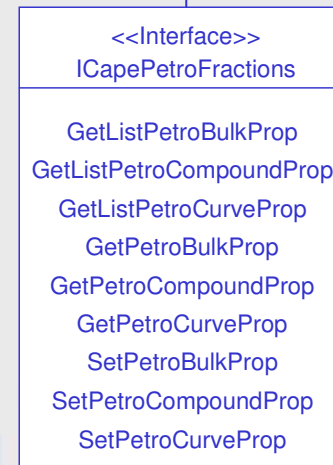 <<Interface>>
ICapePetroFractions
GetListPetroBulkProp
GetListPetroCompoundProp
GetListPetroCurveProp
GetPetroBulkProp
GetPetroCompoundProp
GetPetroCurveProp
SetPetroBulkProp
SetPetroCompoundProp
SetPetroCurveProp